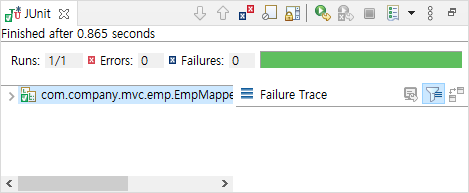 JUnit
Finished after 0.865 seconds
Runs: 1/1 Errors: 0 Failures: 0
com.company.mvc.emp.EmpMappe
Failure Trace